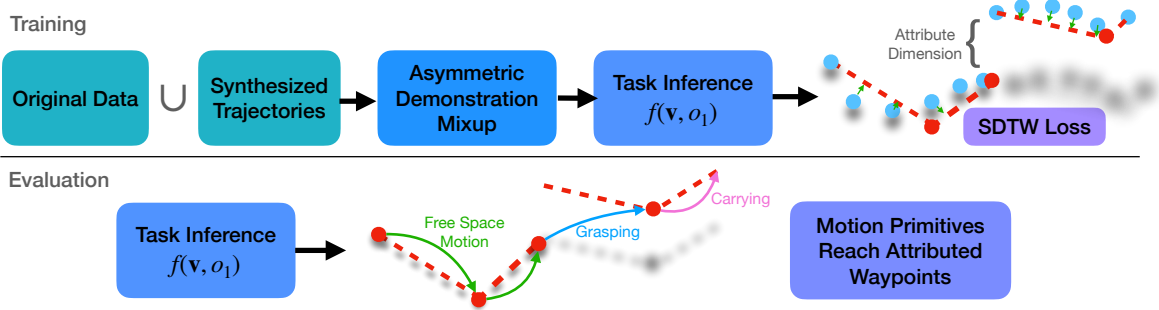 Training
Original Data
∪
Synthesized
Trajectories
Asymmetric
Demonstration
Mixup
Task Inference
f(v, o₁)
Attribute
Dimension
{
SDTW Loss
Evaluation
Task Inference
f(v, o₁)
Free Space
Motion
Grasping
Carrying
Motion Primitives
Reach Attributed
Waypoints